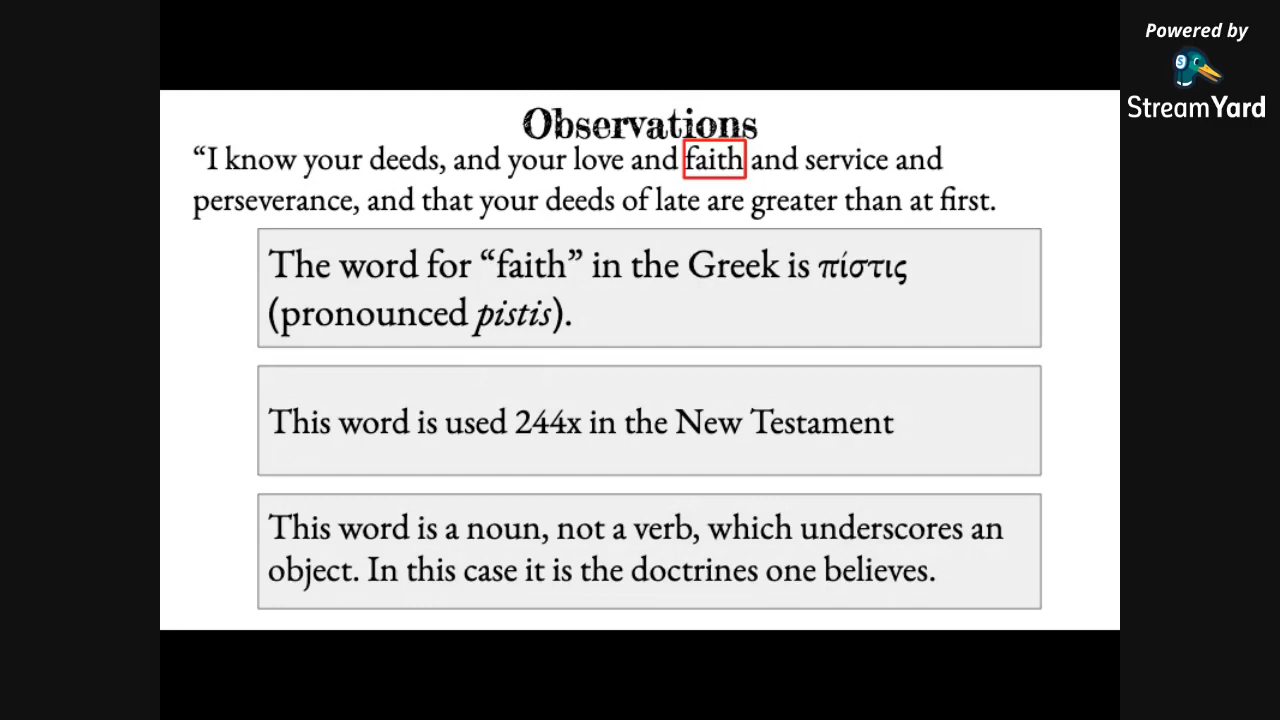 Powered by
StreamYard
Observations
“I know your deeds, and your love and faith and service and
perseverance, and that your deeds of late are greater than at first.
The word for “faith” in the Greek is πίστις
(pronounced pistis).
This word is used 244x in the New Testament
This word is a noun, not a verb, which underscores an
object. In this case it is the doctrines one believes.